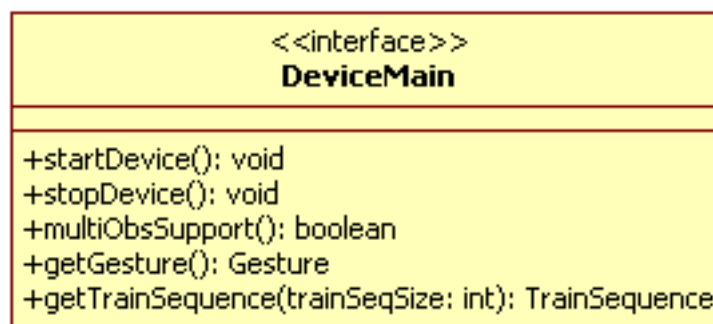 <<interface>>
DeviceMain
+startDevice(): void
+stopDevice(): void
+multiObsSupport(): boolean
+getGesture(): Gesture
+getTrainSequence(trainSeqSize: int): TrainSequence